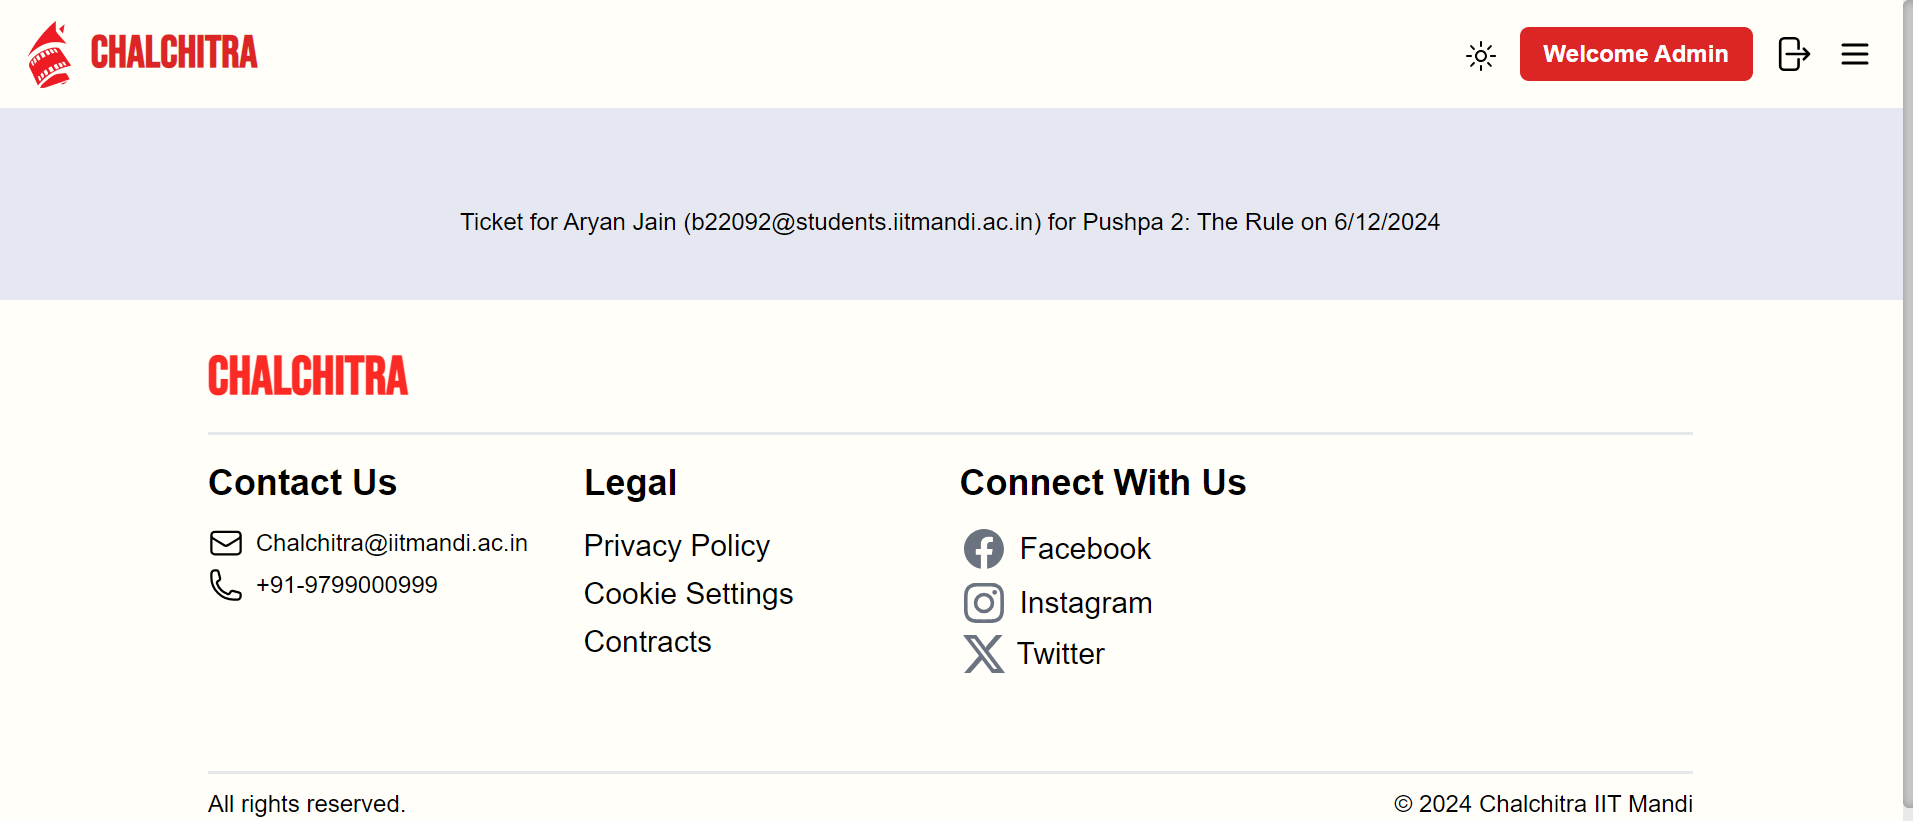 CHALCHITRA
Welcome Admin
Ticket for Aryan Jain (b22092@students.iitmandi.ac.in) for Pushpa 2: The Rule on 6/12/2024
CHALCHITRA
Contact Us
Chalchitra@iitmandi.ac.in
+91-9799000999
Legal
Privacy Policy
Cookie Settings
Contracts
Connect With Us
Facebook
Instagram
Twitter
All rights reserved.
© 2024 Chalchitra IIT Mandi